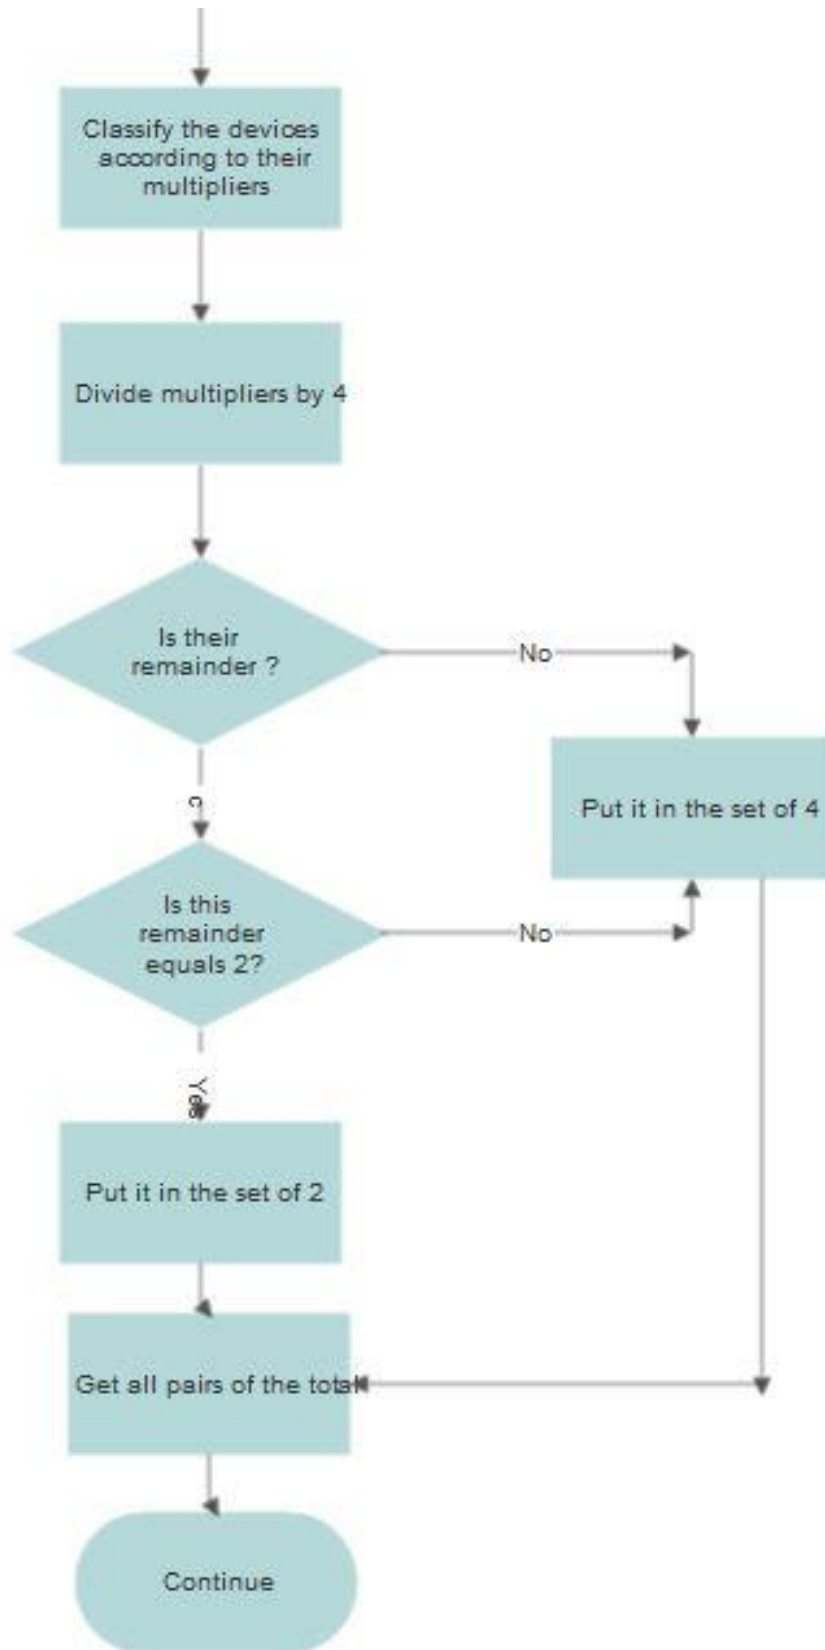 Classify the devices
according to their
multipliers
Divide multipliers by 4
Is their
remainder ?
No
Put it in the set of 4
c
Is this
remainder
equals 2?
No
Yes
Put it in the set of 2
Get all pairs of the total
Continue